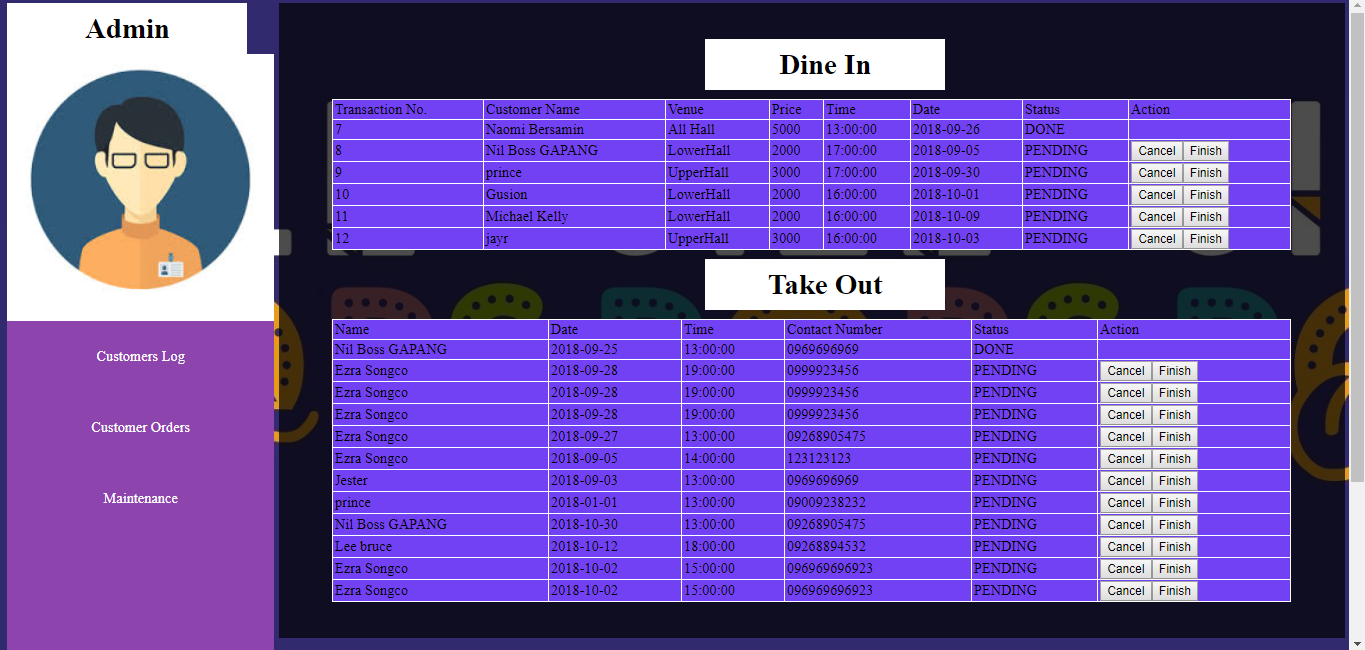 Admin
Customers Log
Customer Orders
Maintenance
Dine In
Transaction No. Customer Name Venue Price Time Date Status Action
7 Naomi Bersamin All Hall 5000 13:00:00 2018-09-26 DONE
8 Nil Boss GAPANG LowerHall 2000 17:00:00 2018-09-05 PENDING Cancel Finish
9 prince UpperHall 3000 17:00:00 2018-09-30 PENDING Cancel Finish
10 Gusion LowerHall 2000 16:00:00 2018-10-01 PENDING Cancel Finish
11 Michael Kelly LowerHall 2000 16:00:00 2018-10-09 PENDING Cancel Finish
12 jayr UpperHall 3000 16:00:00 2018-10-03 PENDING Cancel Finish
Take Out
Name Date Time Contact Number Status Action
Nil Boss GAPANG 2018-09-25 13:00:00 0969696969 DONE
Ezra Songco 2018-09-28 19:00:00 0999923456 PENDING Cancel Finish
Ezra Songco 2018-09-28 19:00:00 0999923456 PENDING Cancel Finish
Ezra Songco 2018-09-28 19:00:00 0999923456 PENDING Cancel Finish
Ezra Songco 2018-09-27 13:00:00 09268905475 PENDING Cancel Finish
Ezra Songco 2018-09-05 14:00:00 123123123 PENDING Cancel Finish
Jester 2018-09-03 13:00:00 0969696969 PENDING Cancel Finish
prince 2018-01-01 13:00:00 09009238232 PENDING Cancel Finish
Nil Boss GAPANG 2018-10-30 13:00:00 09268905475 PENDING Cancel Finish
Lee bruce 2018-10-12 18:00:00 09268894532 PENDING Cancel Finish
Ezra Songco 2018-10-02 15:00:00 096969696923 PENDING Cancel Finish
Ezra Songco 2018-10-02 15:00:00 096969696923 PENDING Cancel Finish